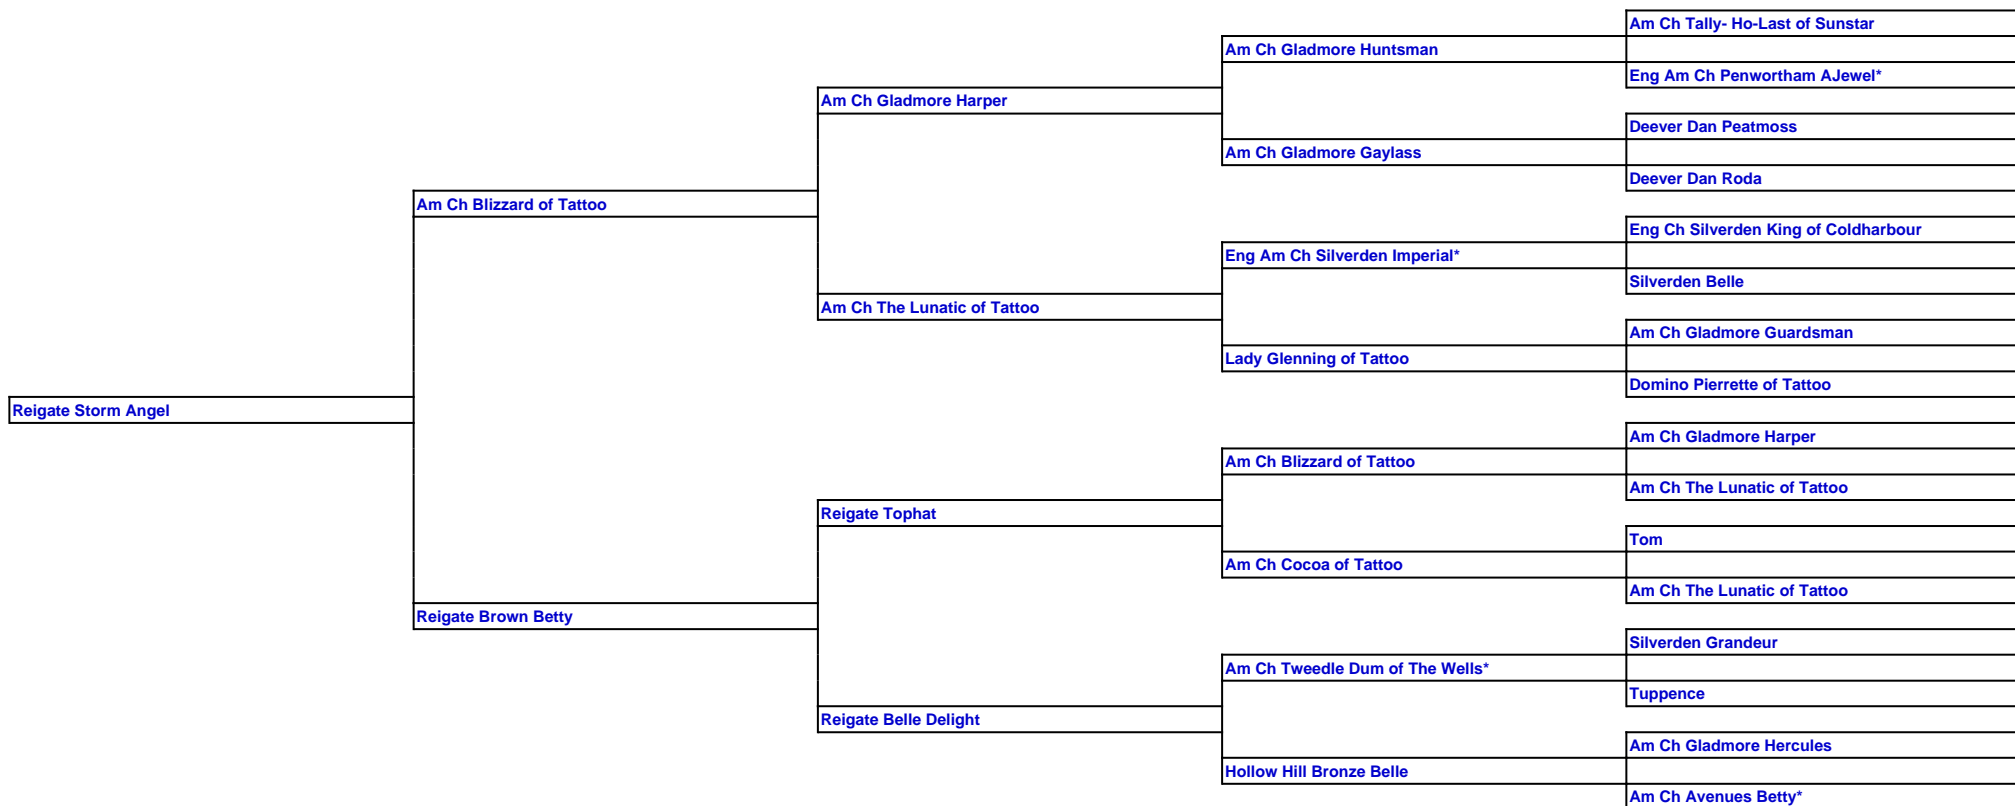 Am Ch Tally- Ho-Last of Sunstar
Am Ch Gladmore Huntsman
Eng Am Ch Penwortham AJewel*
Am Ch Gladmore Harper
Deever Dan Peatmoss
Am Ch Gladmore Gaylass
Deever Dan Roda
Am Ch Blizzard of Tattoo
Eng Ch Silverden King of Coldharbour
Eng Am Ch Silverden Imperial*
Silverden Belle
Am Ch The Lunatic of Tattoo
Am Ch Gladmore Guardsman
Lady Glenning of Tattoo
Domino Pierrette of Tattoo
Reigate Storm Angel
Am Ch Gladmore Harper
Am Ch Blizzard of Tattoo
Am Ch The Lunatic of Tattoo
Reigate Tophat
Tom
Am Ch Cocoa of Tattoo
Am Ch The Lunatic of Tattoo
Reigate Brown Betty
Silverden Grandeur
Am Ch Tweedle Dum of The Wells*
Tuppence
Reigate Belle Delight
Am Ch Gladmore Hercules
Hollow Hill Bronze Belle
Am Ch Avenues Betty*